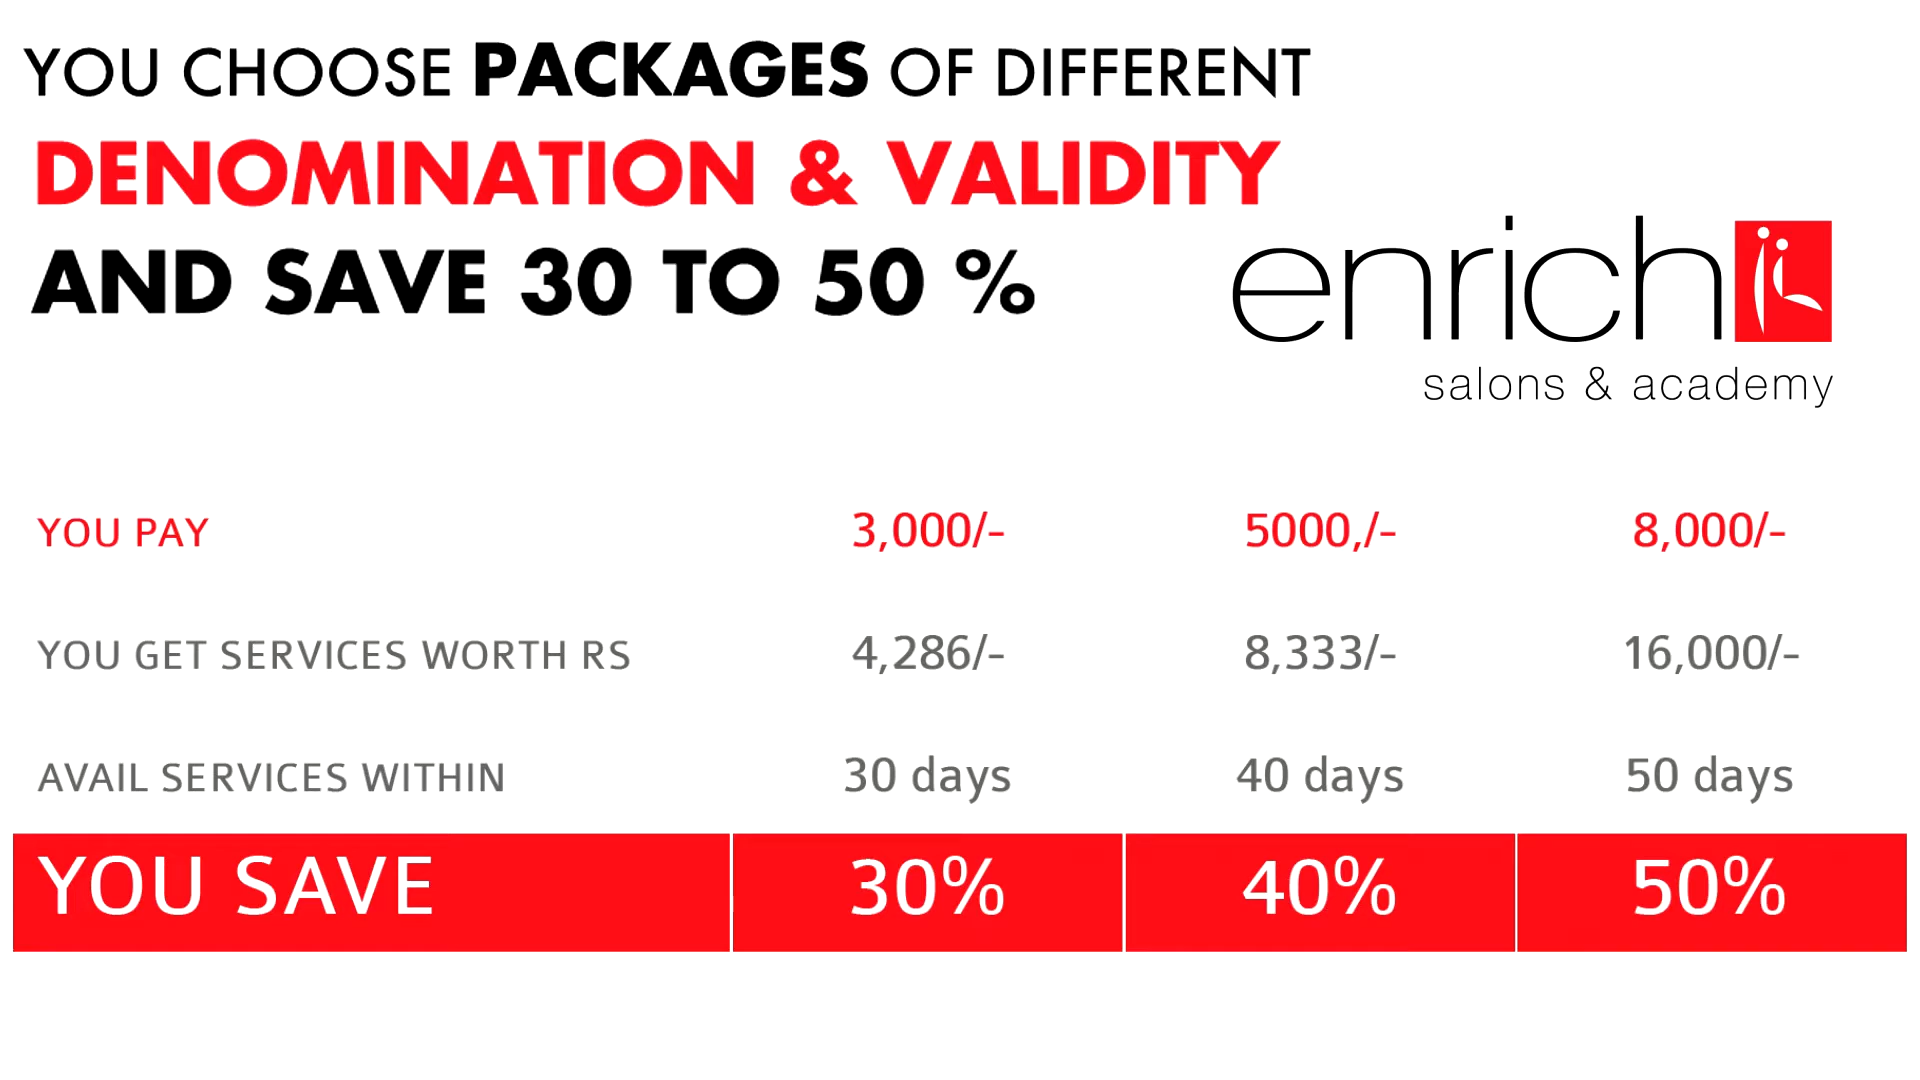 YOU CHOOSE PACKAGES OF DIFFERENT
DENOMINATION & VALIDITY
AND SAVE 30 TO 50 %
enrich
salons & academy
YOU PAY 3,000/- 5000,/- 8,000/-
YOU GET SERVICES WORTH RS 4,286/- 8,333/- 16,000/-
AVAIL SERVICES WITHIN 30 days 40 days 50 days
YOU SAVE 30% 40% 50%